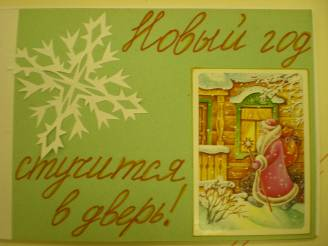 Новый год
стучится
в дверь!